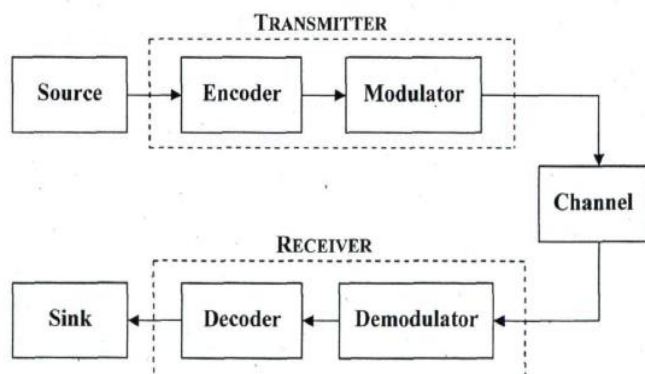 TRANSMITTER
Source
Encoder
Modulator
Channel
RECEIVER
Sink
Decoder
Demodulator